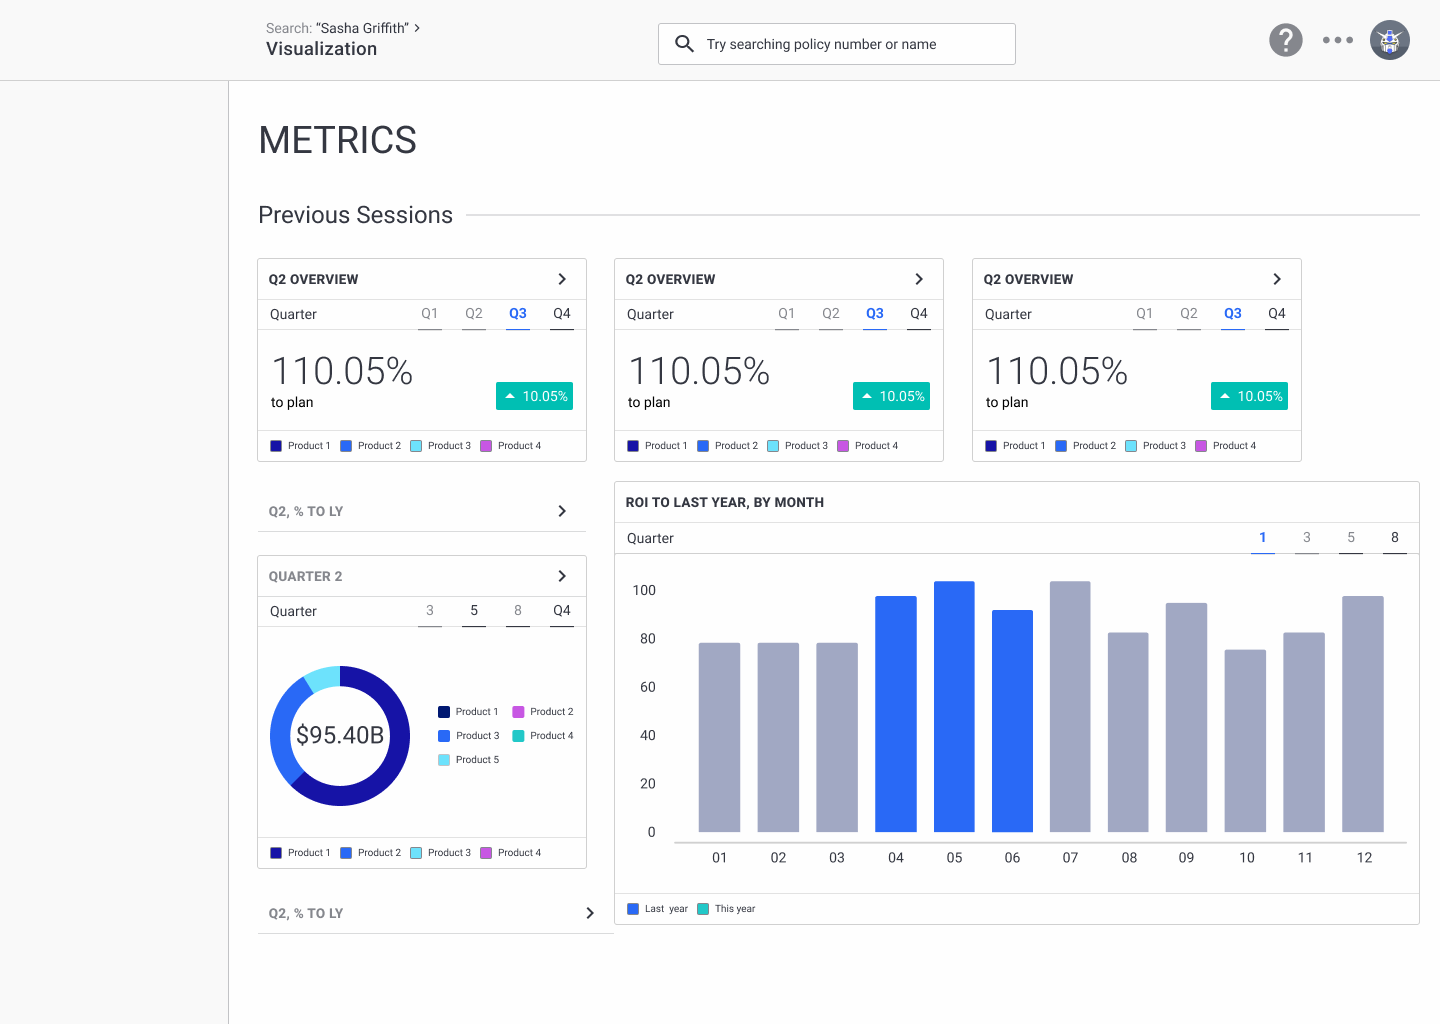 Search: “Sasha Griffith”
Visualization
Try searching policy number or name
?
METRICS
Previous Sessions
Q2 OVERVIEW
Quarter Q1 Q2 Q3 Q4
110.05%
to plan
10.05%
Product 1 Product 2 Product 3 Product 4
Q2 OVERVIEW
Quarter Q1 Q2 Q3 Q4
110.05%
to plan
10.05%
Product 1 Product 2 Product 3 Product 4
Q2 OVERVIEW
Quarter Q1 Q2 Q3 Q4
110.05%
to plan
10.05%
Product 1 Product 2 Product 3 Product 4
Q2, % TO LY
QUARTER 2
Quarter 3 5 8 Q4
$95.40B
Product 1 Product 2
Product 3 Product 4
Product 5
Product 1 Product 2 Product 3 Product 4
Q2, % TO LY
ROI TO LAST YEAR, BY MONTH
Quarter 1 3 5 8
100
80
60
40
20
0
01 02 03 04 05 06 07 08 09 10 11 12
Last year This year